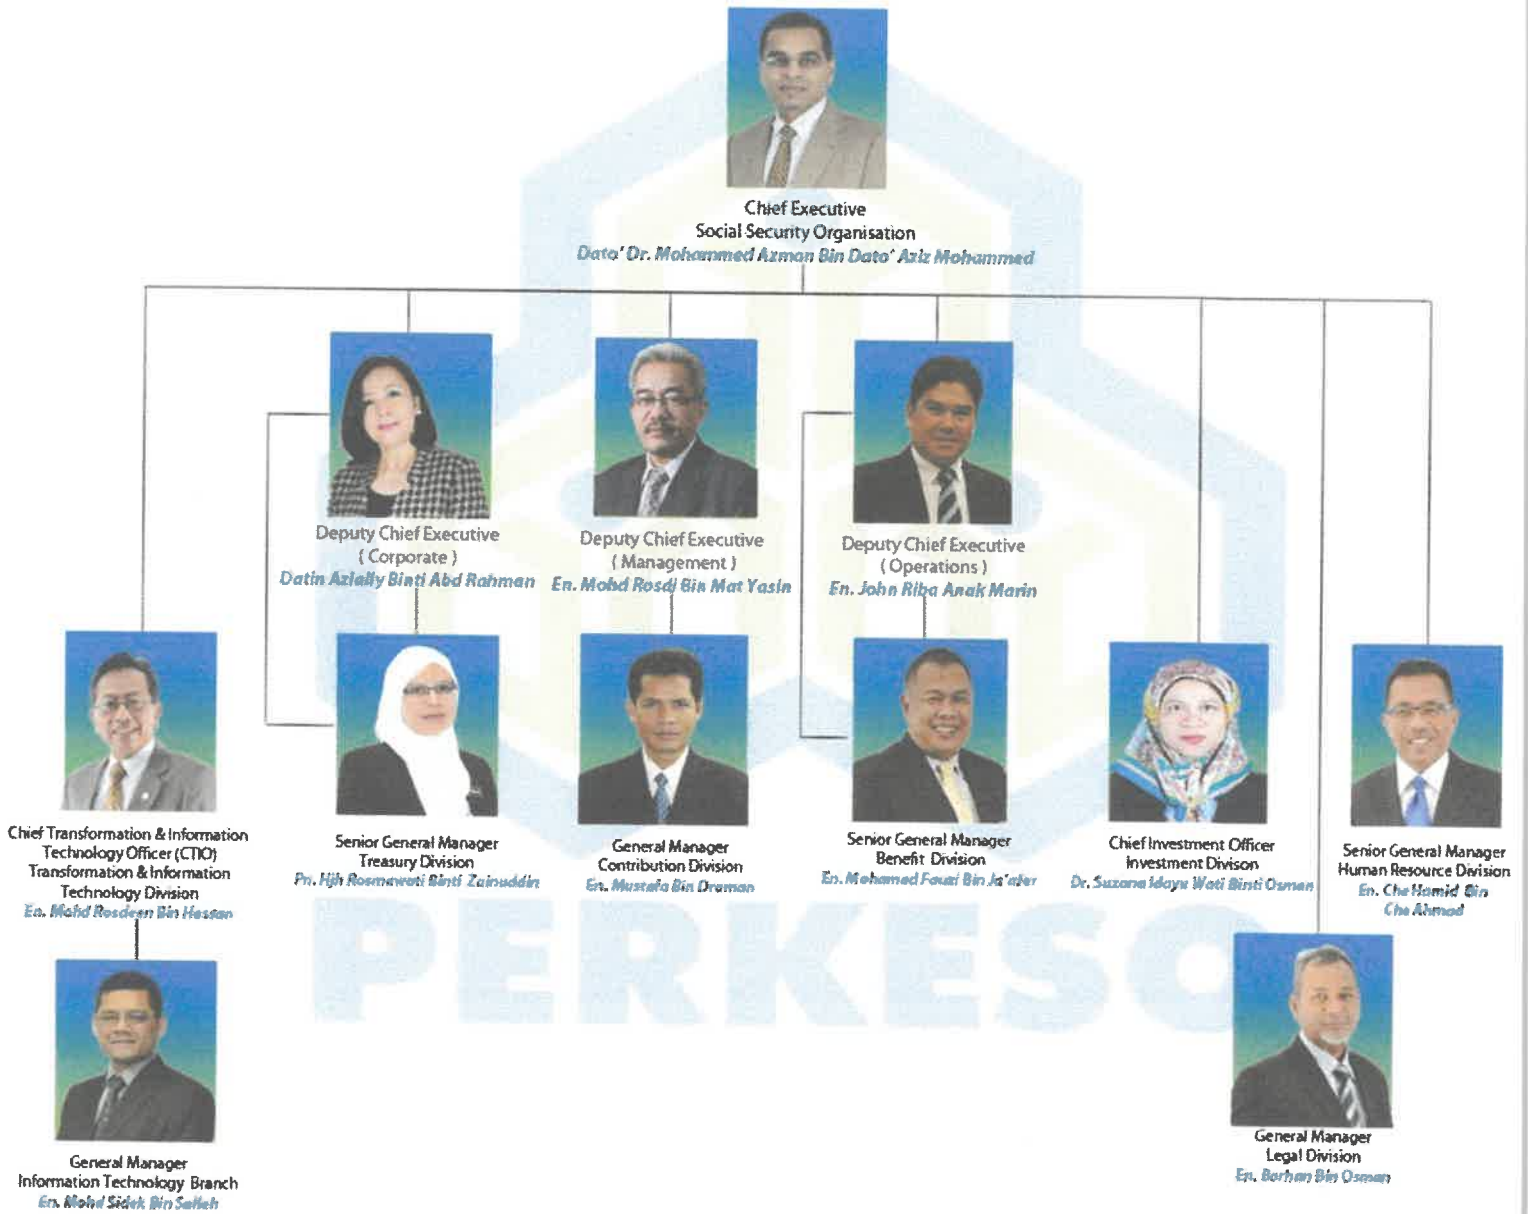 Chief Executive
Social Security Organisation
Dato' Dr. Mohammed Azman Bin Dato' Aziz Mohammed
Deputy Chief Executive
( Corporate )
Datin Azlaily Binti Abd Rahman
Deputy Chief Executive
( Management )
En. Mohd Rosdi Bin Mat Yasin
Deputy Chief Executive
( Operations )
En. John Riba Anak Marin
Chief Transformation & Information
Technology Officer (CTIO)
Transformation & Information
Technology Division
En. Mohd Rosdeen Bin Hassan
Senior General Manager
Treasury Division
Pn. Hjh Rosmawati Binti Zainuddin
General Manager
Contribution Division
En. Mustafa Bin Draman
Senior General Manager
Benefit Division
En. Mohamed Fauzi Bin Ja'afer
Chief Investment Officer
Investment Divison
Dr. Suzana Idayu Wati Binti Osman
Senior General Manager
Human Resource Division
En. Che Hamid Bin
Che Ahmad
General Manager
Information Technology Branch
En. Mohd Sidek Bin Salleh
General Manager
Legal Division
En. Borhan Bin Osman
PERKESO